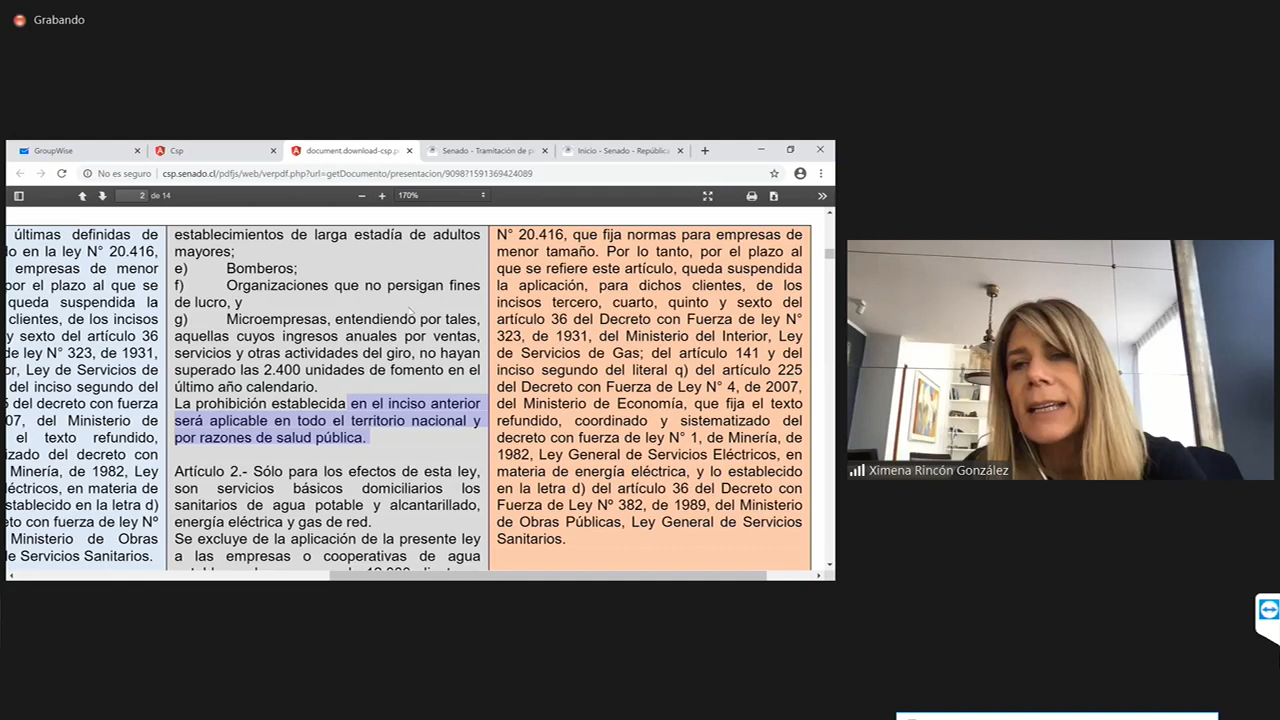 Grabando
GroupWise
Csp
document.download-csp.p
Senado - Tramitación de p
Inicio - Senado - Repúblic
No es seguro
csp.senado.cl/pdfjs/web/verpdf.php?url=getDocumento/presentacion/9098?1591369424089
2 de 14
170%
últimas definidas de
o en la ley N° 20.416,
empresas de menor
por el plazo al que
queda suspendida la
clientes, de los incisos
y sexto del artículo 36
de ley N° 323, de 1931,
or, Ley de Servicios de
del inciso segundo del
5 del decreto con fuerza
07, del Ministerio de
el texto refundido,
izado del decreto con
Minería, de 1982, Ley
léctricos, en materia de
stablecido en la letra d)
eto con fuerza de ley Nº
Ministerio de Obras
e Servicios Sanitarios.
establecimientos de larga estadía de adultos
mayores;
e) Bomberos;
f) Organizaciones que no persigan fines
de lucro, y
g) Microempresas, entendiendo por tales,
aquellas cuyos ingresos anuales por ventas,
servicios y otras actividades del giro, no hayan
superado las 2.400 unidades de fomento en el
último año calendario.
La prohibición establecida en el inciso anterior
será aplicable en todo el territorio nacional y
por razones de salud pública.
Artículo 2.- Sólo para los efectos de esta ley,
son servicios básicos domiciliarios los
sanitarios de agua potable y alcantarillado,
energía eléctrica y gas de red.
Se excluye de la aplicación de la presente ley
a las empresas o cooperativas de agua
N° 20.416, que fija normas para empresas de
menor tamaño. Por lo tanto, por el plazo al
que se refiere este artículo, queda suspendida
la aplicación, para dichos clientes, de los
incisos tercero, cuarto, quinto y sexto del
artículo 36 del Decreto con Fuerza de ley N°
323, de 1931, del Ministerio del Interior, Ley
de Servicios de Gas; del artículo 141 y del
inciso segundo del literal q) del artículo 225
del Decreto con Fuerza de Ley N° 4, de 2007,
del Ministerio de Economía, que fija el texto
refundido, coordinado y sistematizado del
decreto con fuerza de ley N° 1, de Minería, de
1982, Ley General de Servicios Eléctricos, en
materia de energía eléctrica, y lo establecido
en la letra d) del artículo 36 del Decreto con
Fuerza de Ley Nº 382, de 1989, del Ministerio
de Obras Públicas, Ley General de Servicios
Sanitarios.
Ximena Rincón González